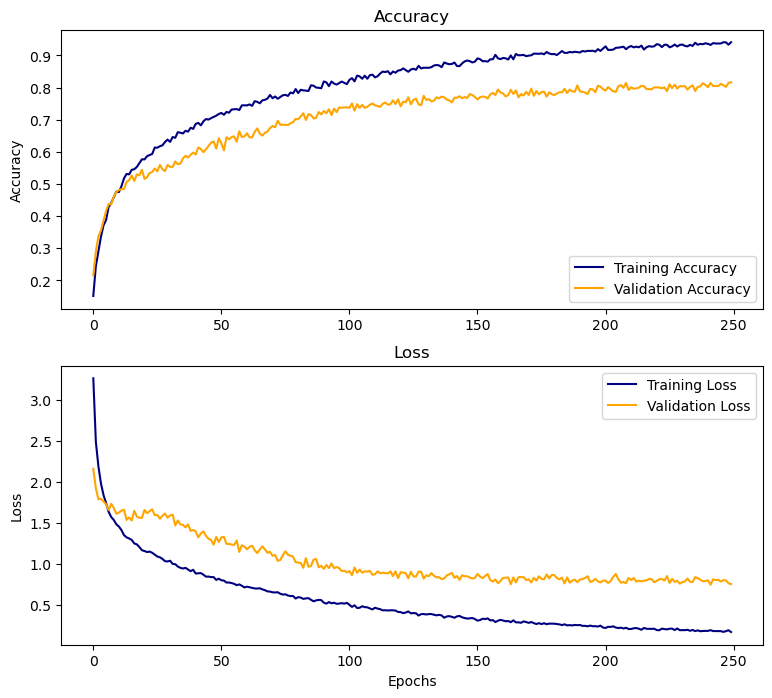 Accuracy
0.9
0.8
0.7
0.6
0.5
0.4
0.3
0.2
Accuracy
Training Accuracy
Validation Accuracy
0 50 100 150 200 250
Loss
3.0
2.5
2.0
1.5
1.0
0.5
Loss
Training Loss
Validation Loss
0 50 100 150 200 250
Epochs